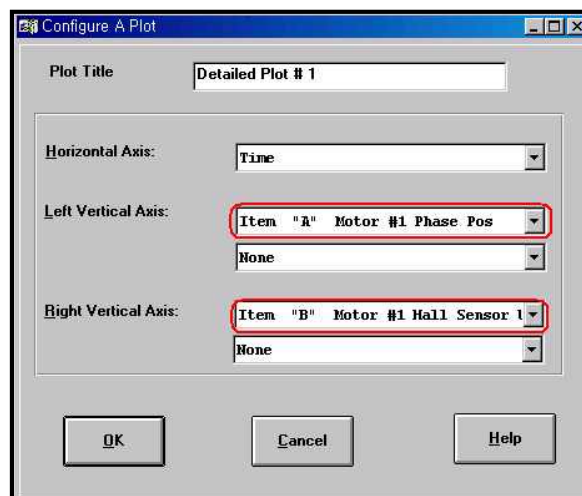 Configure A Plot
Plot Title
Detailed Plot # 1
Horizontal Axis:
Time
Left Vertical Axis:
Item "A" Motor #1 Phase Pos
None
Right Vertical Axis:
Item "B" Motor #1 Hall Sensor
None
OK
Cancel
Help